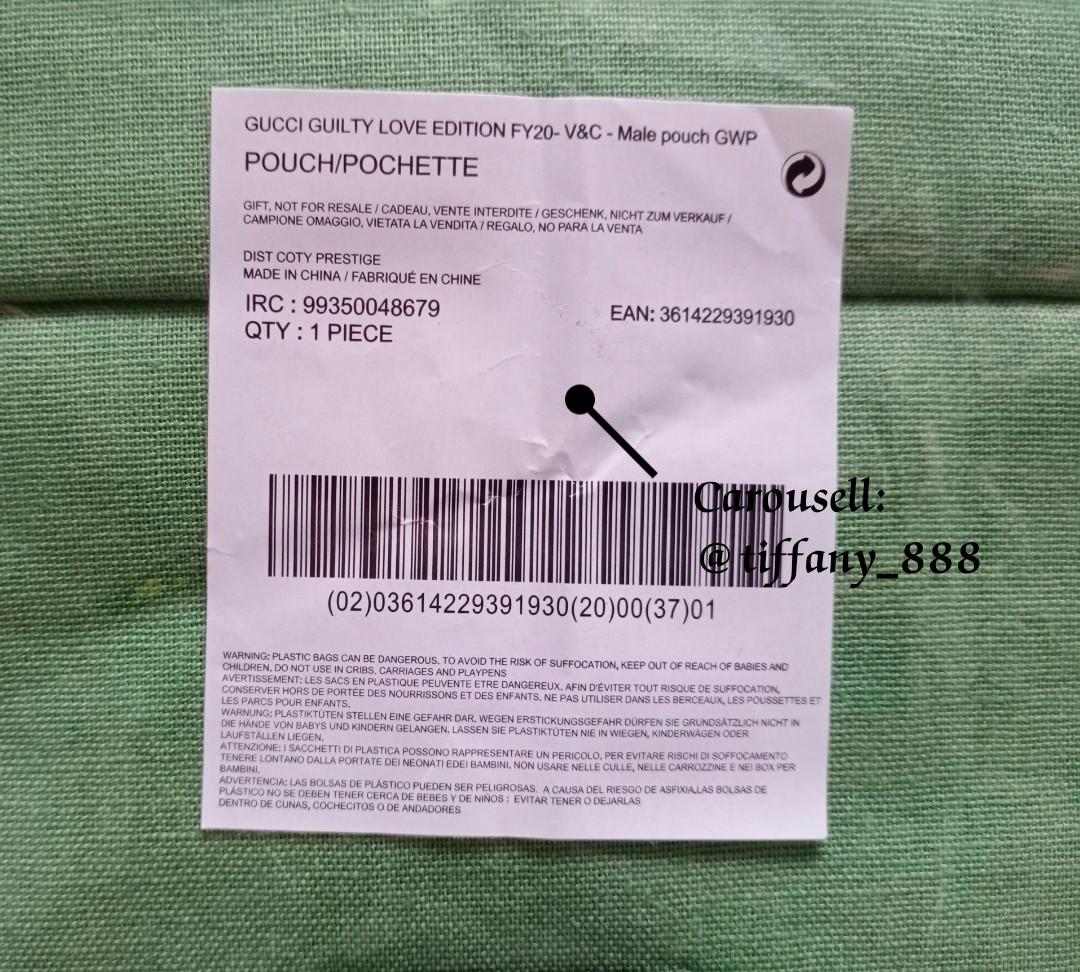 GUCCI GUILTY LOVE EDITION FY20- V&C - Male pouch GWP
POUCH/POCHETTE
GIFT, NOT FOR RESALE / CADEAU, VENTE INTERDITE / GESCHENK, NICHT ZUM VERKAUF /
CAMPIONE OMAGGIO, VIETATA LA VENDITA / REGALO, NO PARA LA VENTA
DIST COTY PRESTIGE
MADE IN CHINA / FABRIQUÉ EN CHINE
IRC : 99350048679
EAN: 3614229391930
QTY : 1 PIECE
Carousell:
@tiffany_888
(02)03614229391930(20)00(37)01
WARNING: PLASTIC BAGS CAN BE DANGEROUS. TO AVOID THE RISK OF SUFFOCATION, KEEP OUT OF REACH OF BABIES AND
CHILDREN, DO NOT USE IN CRIBS, CARRIAGES AND PLAYPENS
AVERTISSEMENT: LES SACS EN PLASTIQUE PEUVENTE ETRE DANGEREUX. AFIN D'ÉVITER TOUT RISQUE DE SUFFOCATION,
CONSERVER HORS DE PORTÉE DES NOURRISSONS ET DES ENFANTS. NE PAS UTILISER DANS LES BERCEAUX, LES POUSSETTES ET
LES PARCS POUR ENFANTS.
WARNUNG: PLASTIKTÜTEN STELLEN EINE GEFAHR DAR. WEGEN ERSTICKUNGSGEFAHR DÜRFEN SIE GRUNDSÄTZLICH NICHT IN
DIE HÄNDE VON BABYS UND KINDERN GELANGEN. LASSEN SIE PLASTIKTÜTEN NIE IN WIEGEN, KINDERWÄGEN ODER
LAUFSTÄLLEN LIEGEN.
ATTENZIONE: I SACCHETTI DI PLASTICA POSSONO RAPPRESENTARE UN PERICOLO. PER EVITARE RISCHI DI SOFFOCAMENTO
TENERE LONTANO DALLA PORTATE DEI NEONATI EDEI BAMBINI. NON USARE NELLE CULLE, NELLE CARROZZINE E NEI BOX PER
BAMBINI.
ADVERTENCIA: LAS BOLSAS DE PLÁSTICO PUEDEN SER PELIGROSAS. A CAUSA DEL RIESGO DE ASFIXIA,LAS BOLSAS DE
PLÁSTICO NO SE DEBEN TENER CERCA DE BEBES Y DE NIÑOS : EVITAR TENER O DEJARLAS
DENTRO DE CUNAS, COCHECITOS O DE ANDADORES